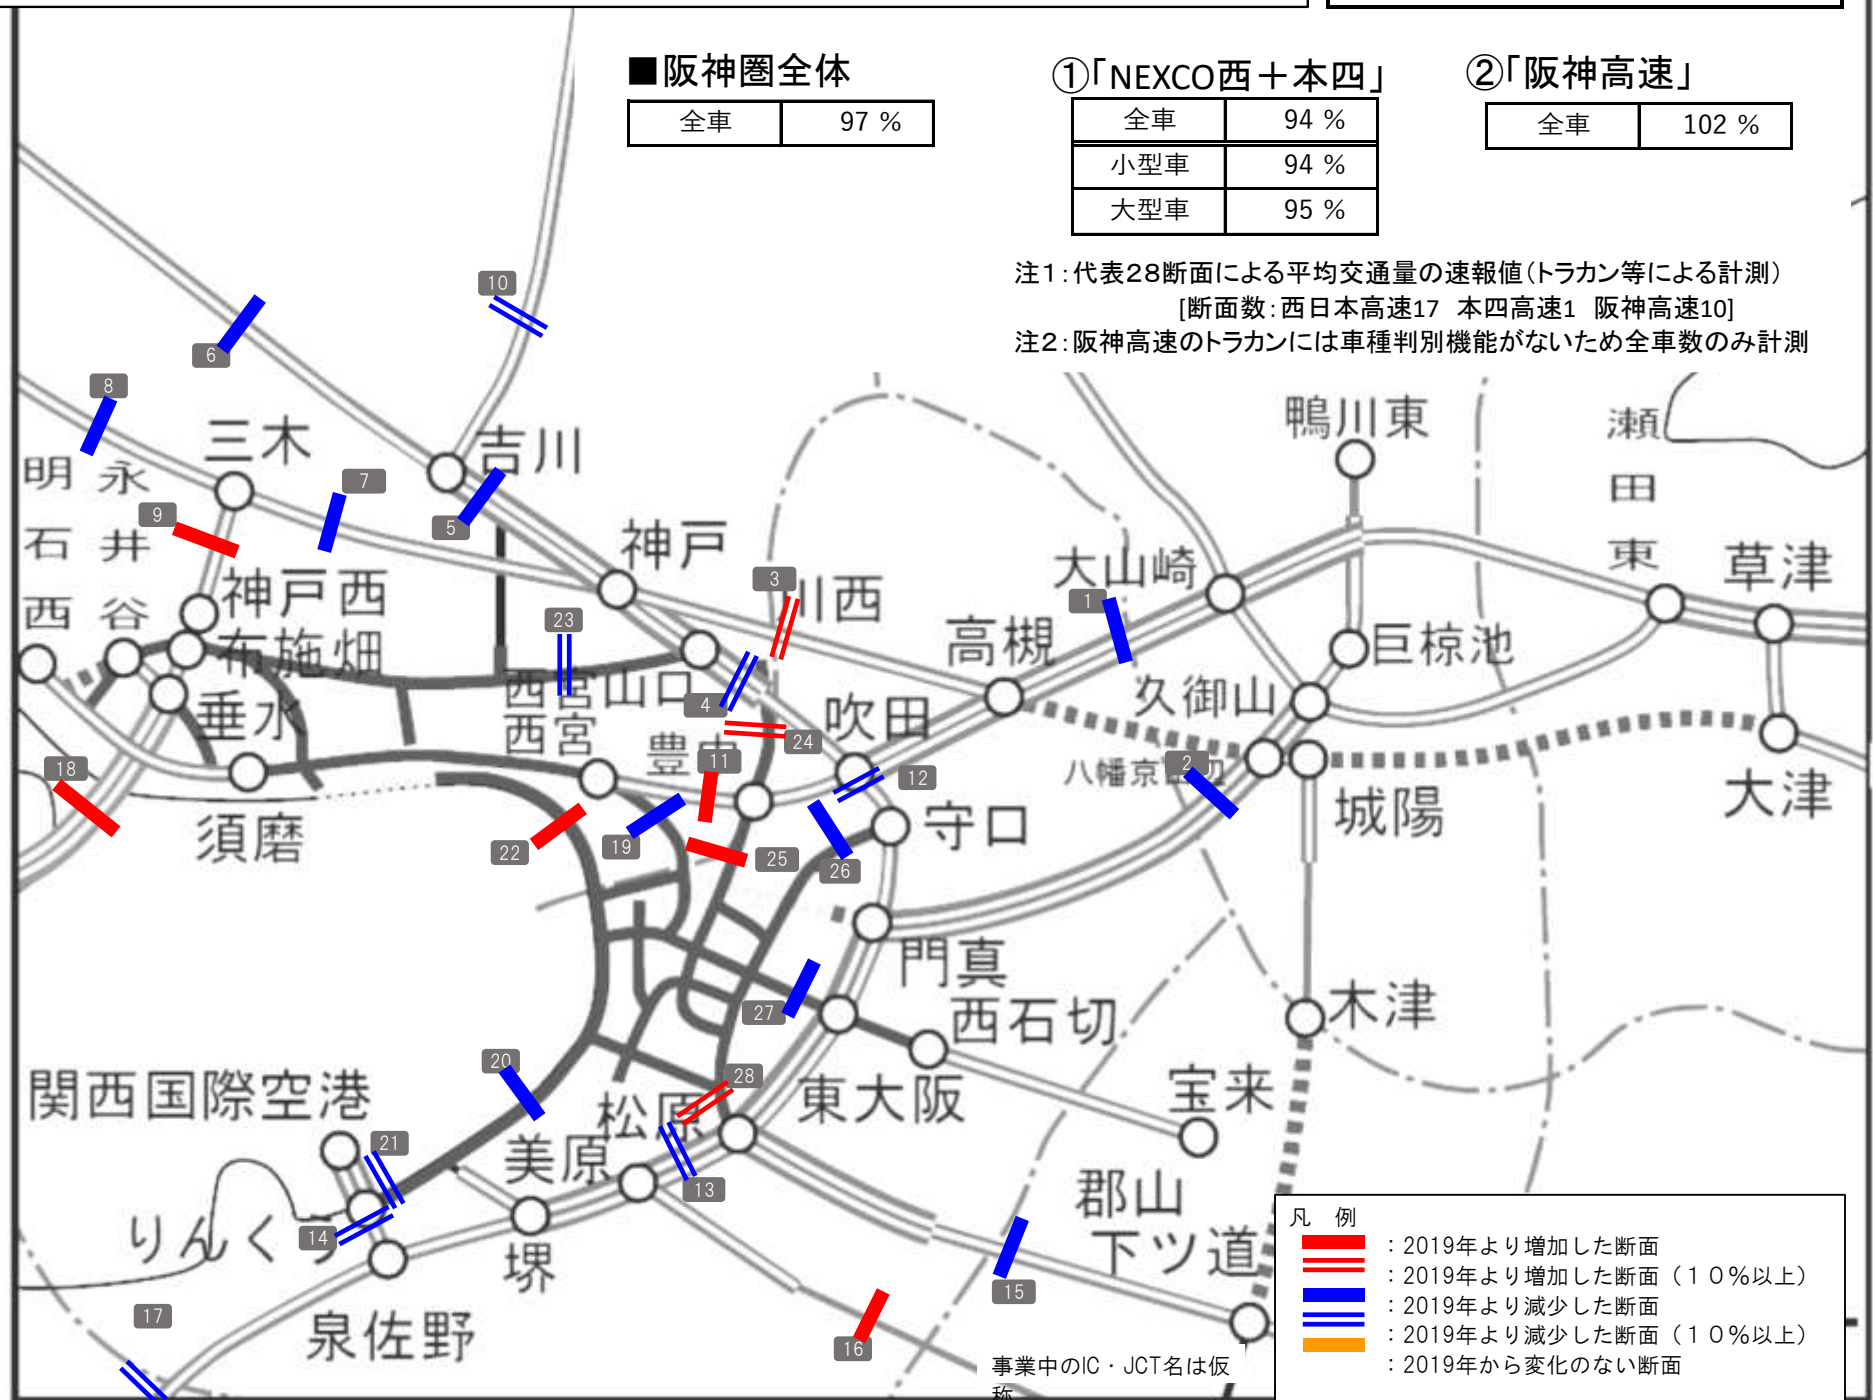 ■阪神圏全体
全車 97 %
①｢NEXCO西＋本四｣
全車 94 %
小型車 94 %
大型車 95 %
②｢阪神高速｣
全車 102 %
注1：代表28断面による平均交通量の速報値（トラカン等による計測）
[断面数：西日本高速17 本四高速1 阪神高速10]
注2：阪神高速のトラカンには車種判別機能がないため全車数のみ計測
10
6
8
三木
吉川
鴨川東
瀬田東
明石西
永井谷
7
9
5
神戸
3
川西
大山崎
1
草津
神戸西
布施畑
23
高槻
巨椋池
西宮山口
4
久御山
垂水
西宮
24
吹田
豊中
11
12
八幡京田辺
2
18
城陽
大津
須磨
22
19
25
26
守口
門真
27
西石切
木津
20
28
関西国際空港
松原
東大阪
宝来
21
美原
13
郡山
りんくう
14
堺
下ツ道
15
17
泉佐野
16
事業中のIC・JCT名は仮
称
凡 例
：2019年より増加した断面
：2019年より増加した断面（１０％以上）
：2019年より減少した断面
：2019年より減少した断面（１０％以上）
：2019年から変化のない断面